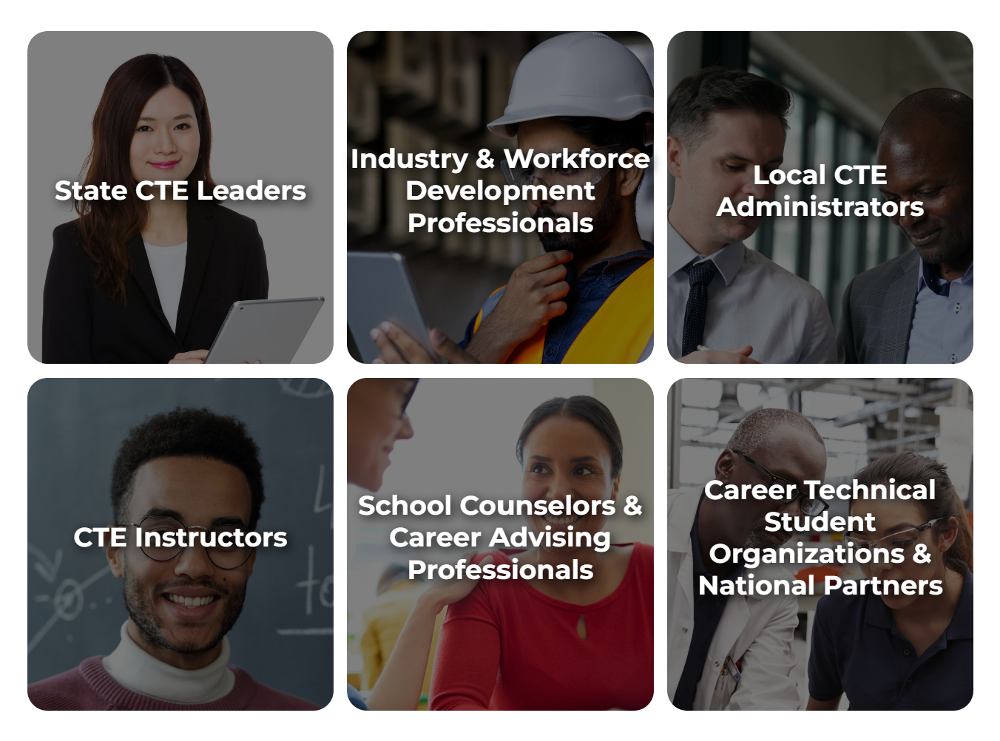 State CTE Leaders
Industry & Workforce
Development
Professionals
Local CTE
Administrators
CTE Instructors
School Counselors &
Career Advising
Professionals
Career Technical
Student
Organizations &
National Partners